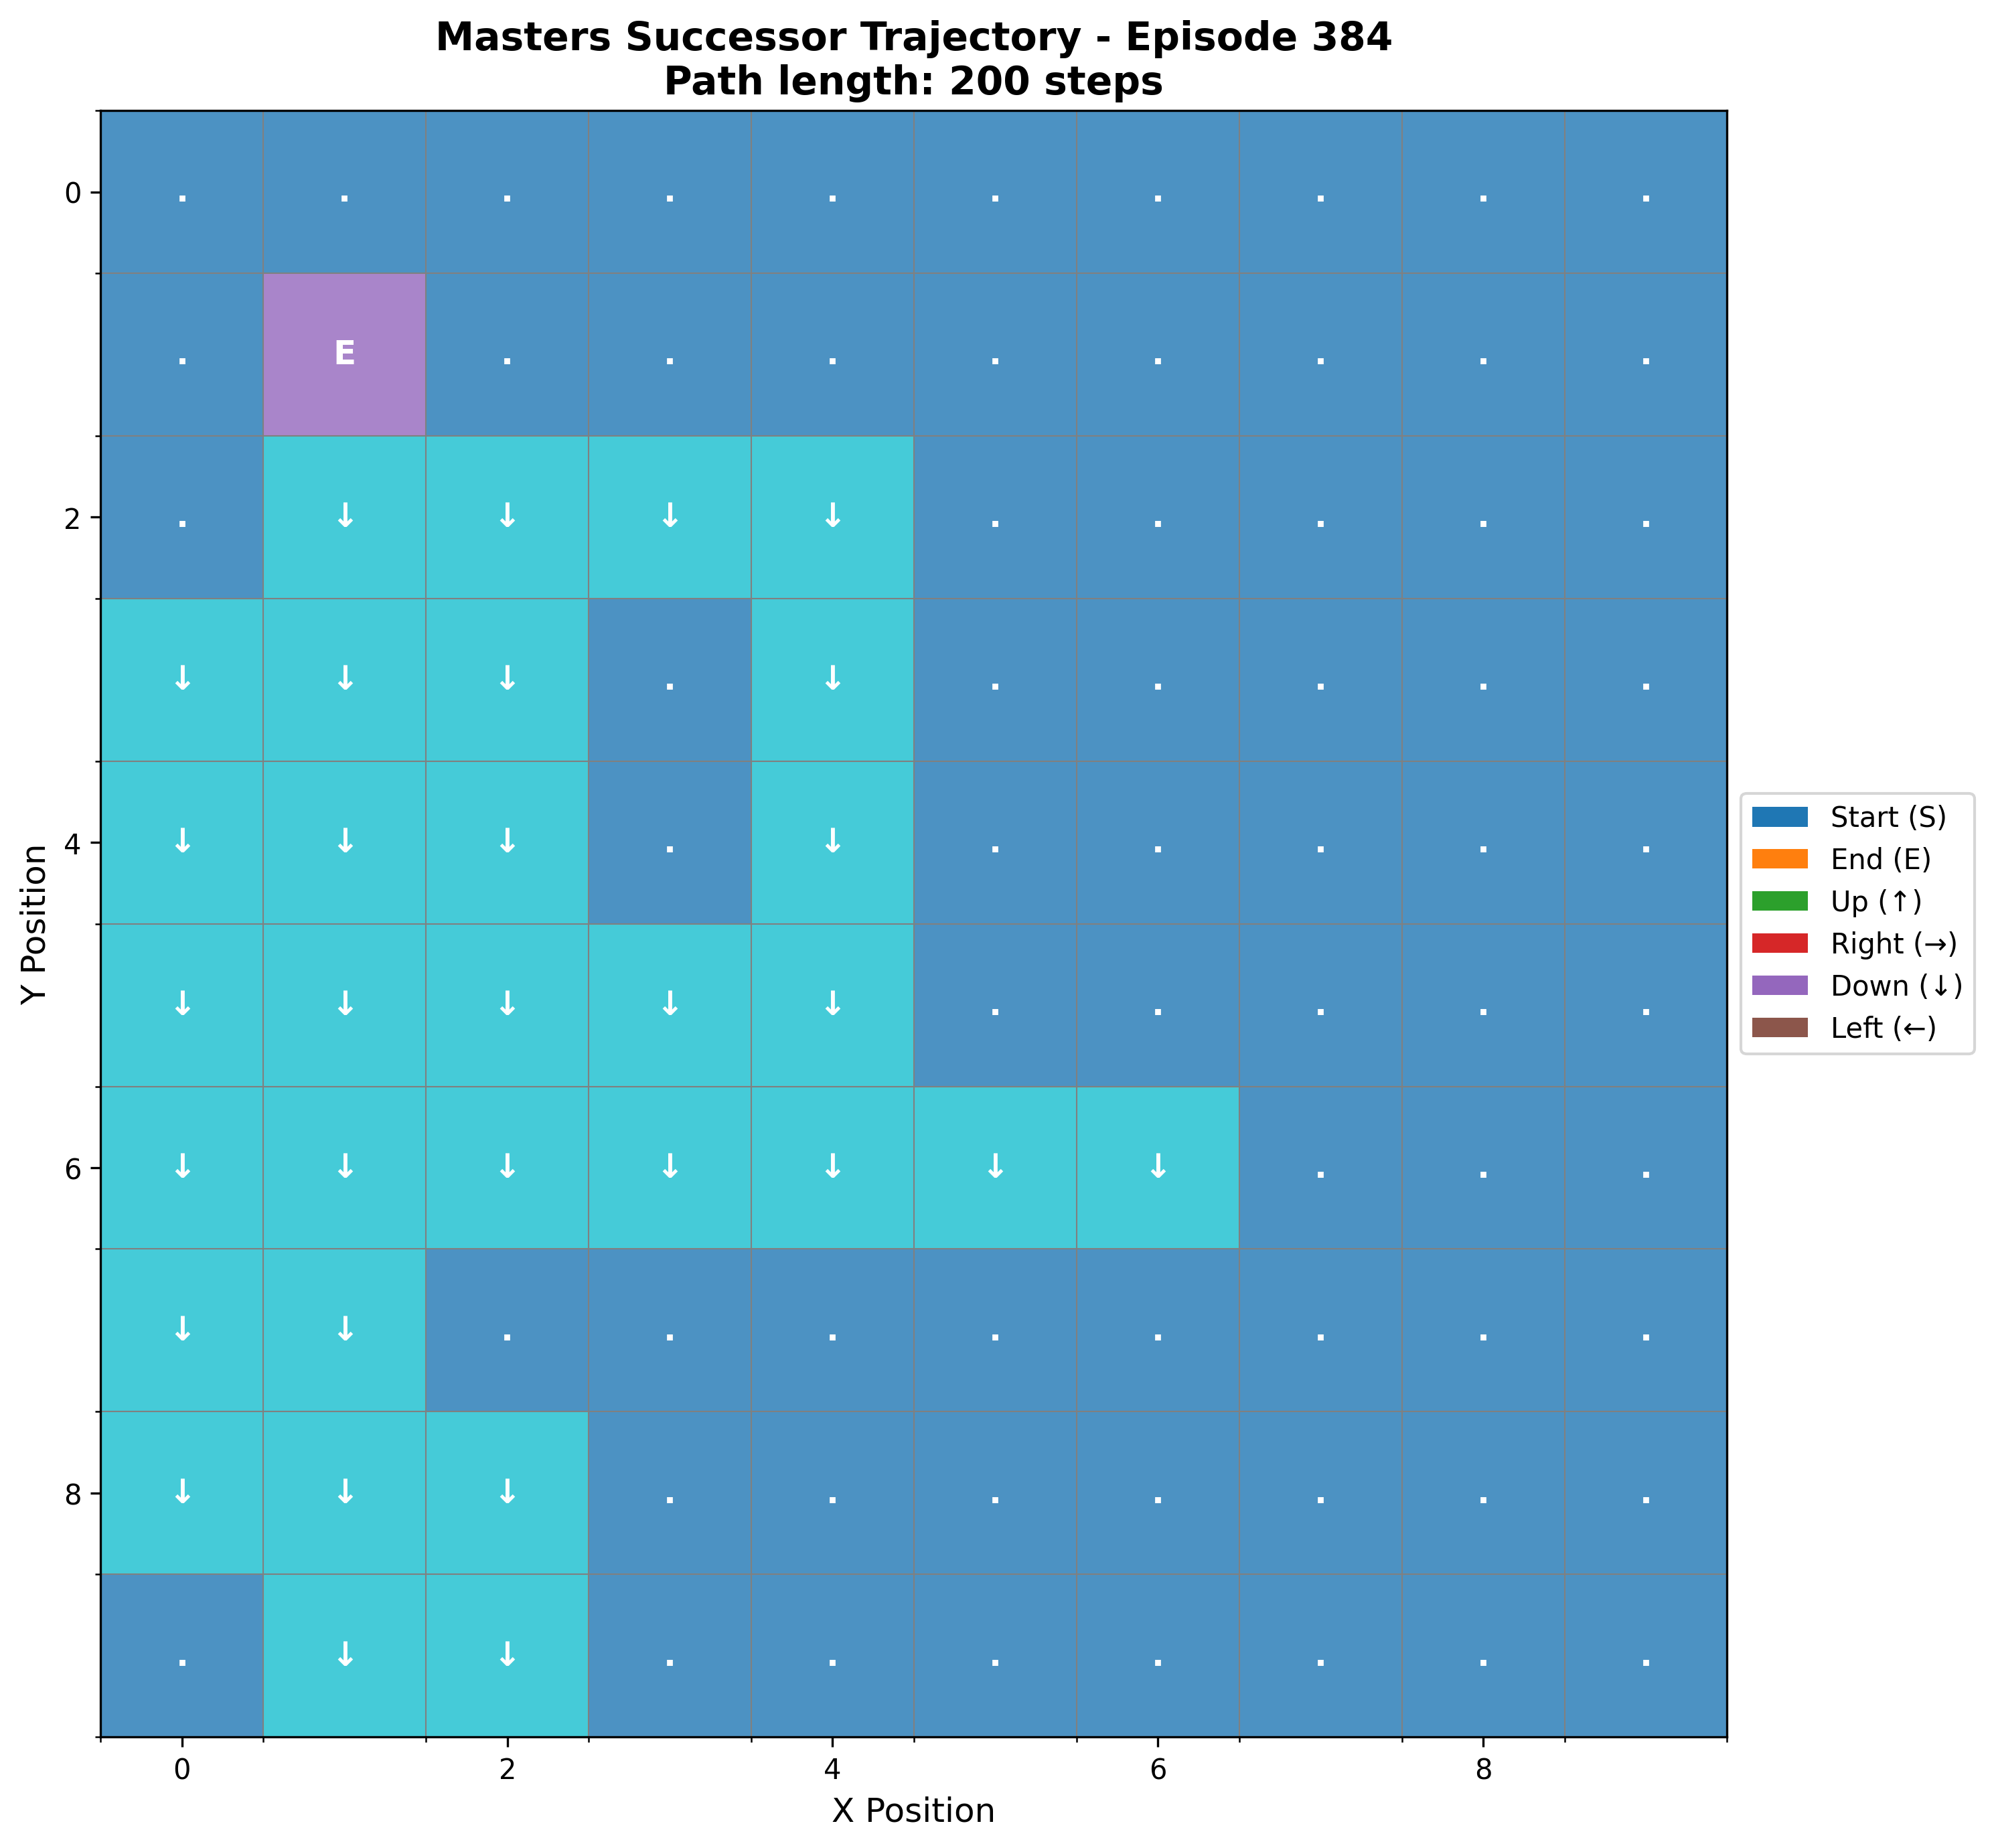 Masters Successor Trajectory - Episode 384
Path length: 200 steps
0 . . . . . . . . . .
. E . . . . . . . .
2 . ↓ ↓ ↓ ↓ . . . . .
↓ ↓ ↓ . ↓ . . . . .
4 ↓ ↓ ↓ . ↓ . . . . .
↓ ↓ ↓ ↓ ↓ . . . . .
6 ↓ ↓ ↓ ↓ ↓ ↓ ↓ . . .
↓ ↓ . . . . . . . .
8 ↓ ↓ ↓ . . . . . . .
. ↓ ↓ . . . . . . .
0 2 4 6 8
X Position
Y Position
Start (S)
End (E)
Up (↑)
Right (→)
Down (↓)
Left (←)